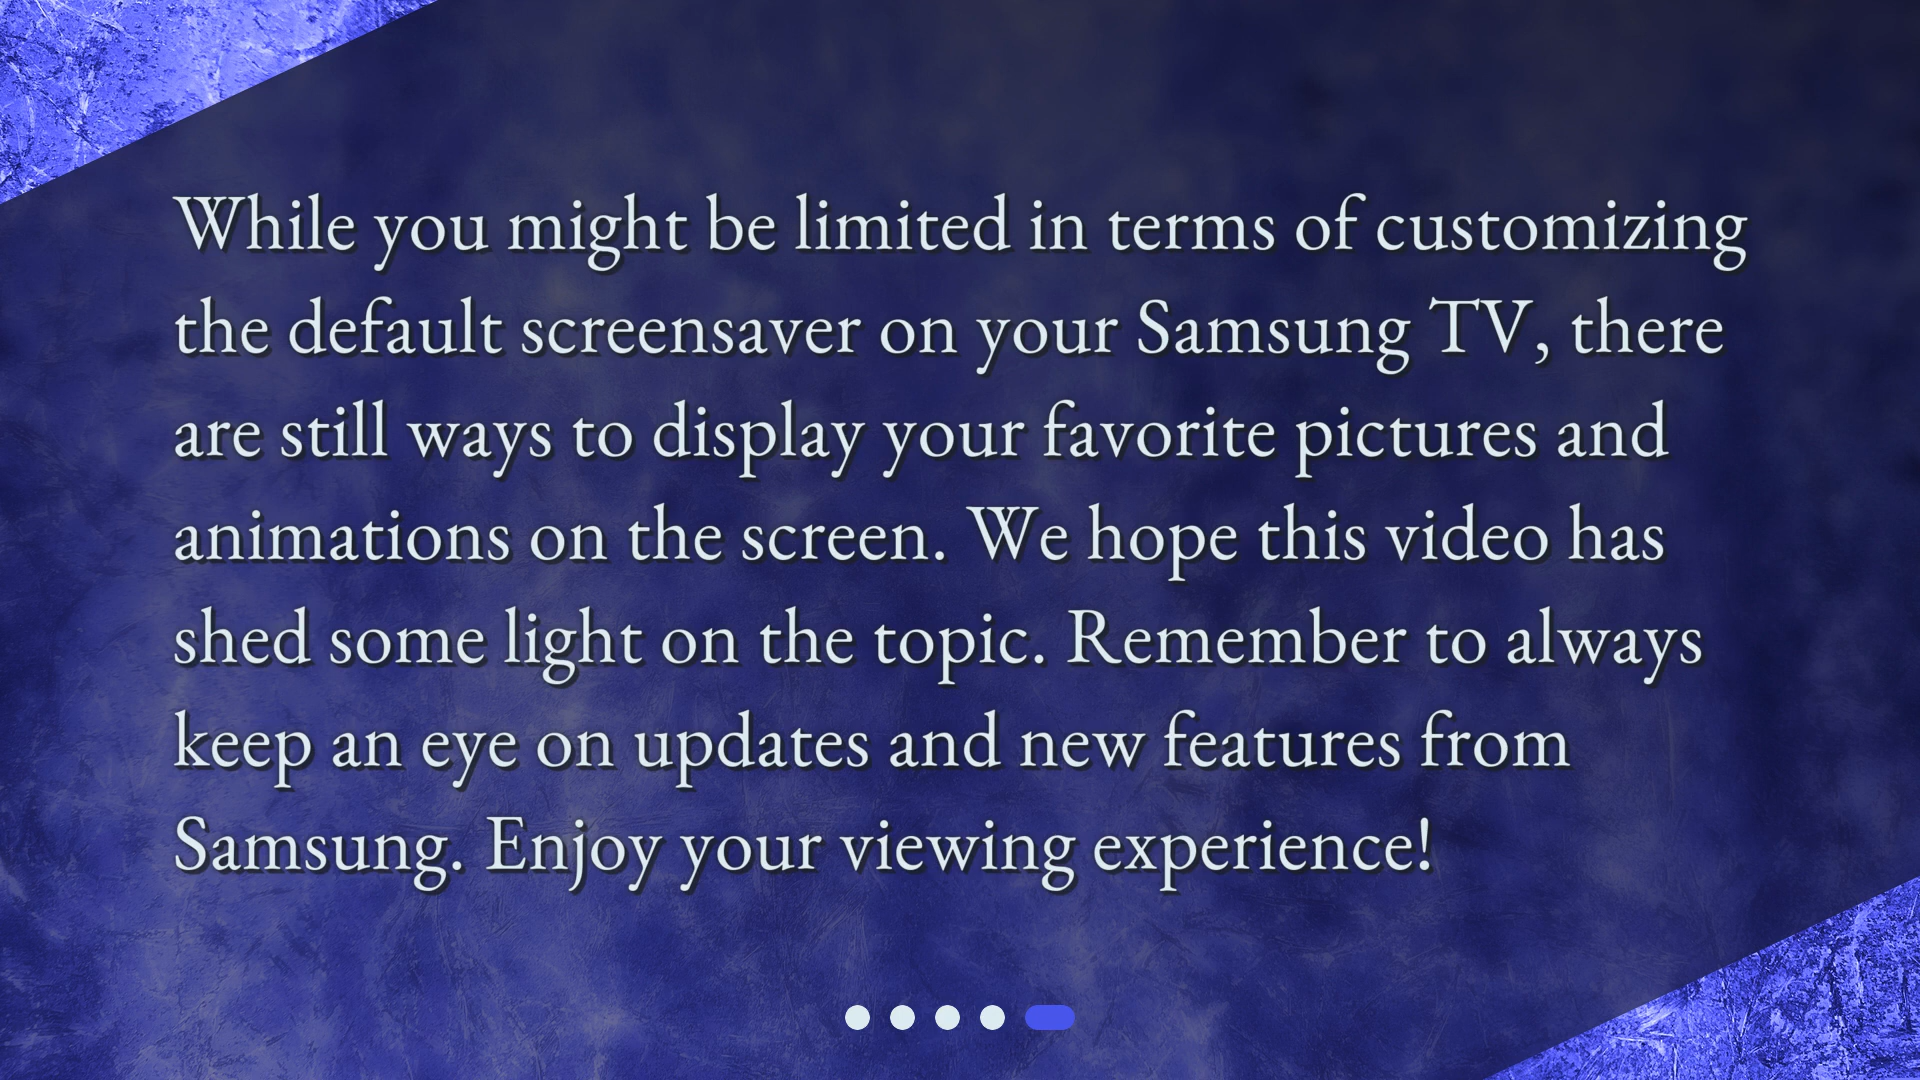 While you might be limited in terms of customizing
the default screensaver on your Samsung TV, there
are still ways to display your favorite pictures and
animations on the screen. We hope this video has
shed some light on the topic. Remember to always
keep an eye on updates and new features from
Samsung. Enjoy your viewing experience!